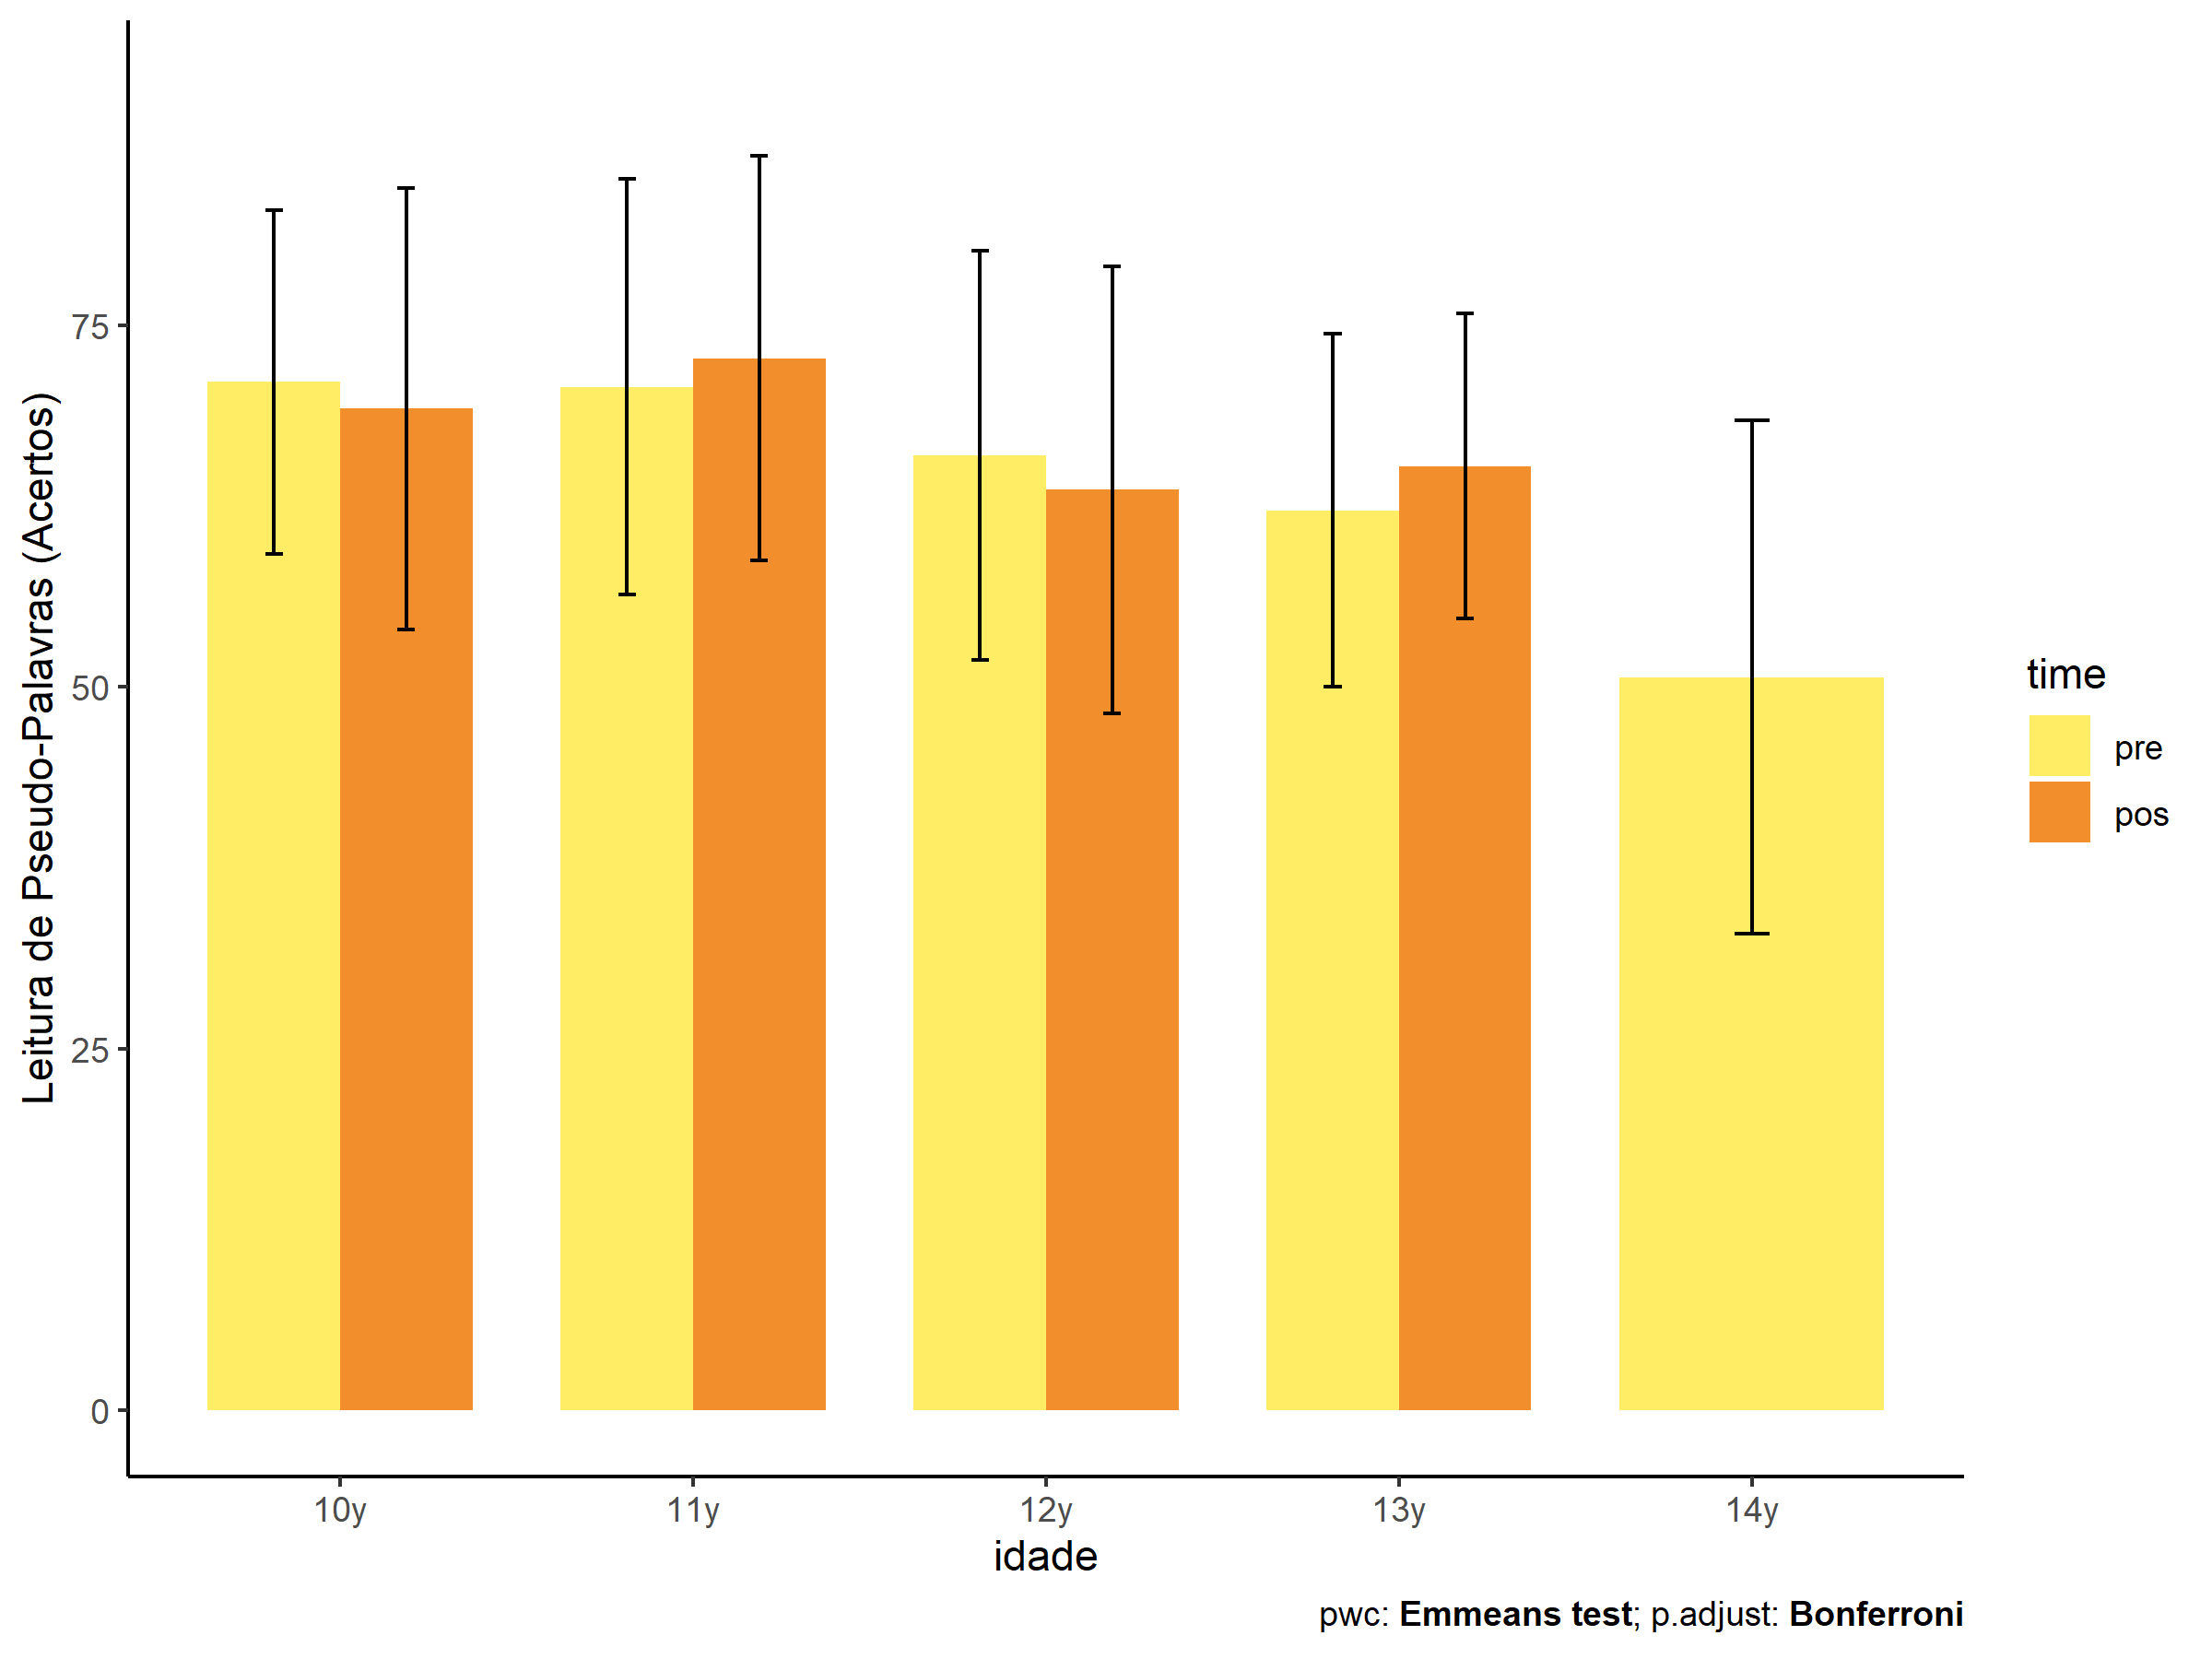 Leitura de Pseudo-Palavras (Acertos)
75
50
25
0
10y
11y
12y
13y
14y
idade
time
pre
pos
pwc: Emmeans test; p.adjust: Bonferroni